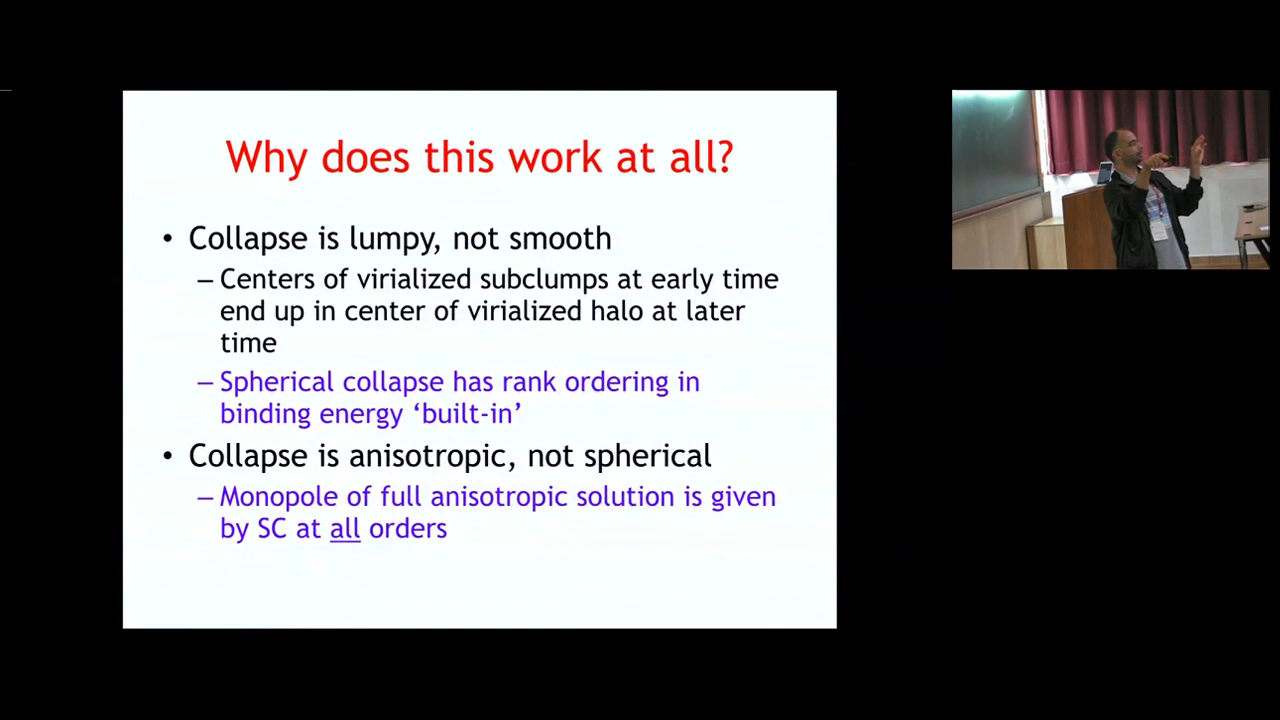 Why does this work at all?
• Collapse is lumpy, not smooth
– Centers of virialized subclumps at early time
end up in center of virialized halo at later
time
– Spherical collapse has rank ordering in
binding energy ‘built-in’
• Collapse is anisotropic, not spherical
– Monopole of full anisotropic solution is given
by SC at all orders